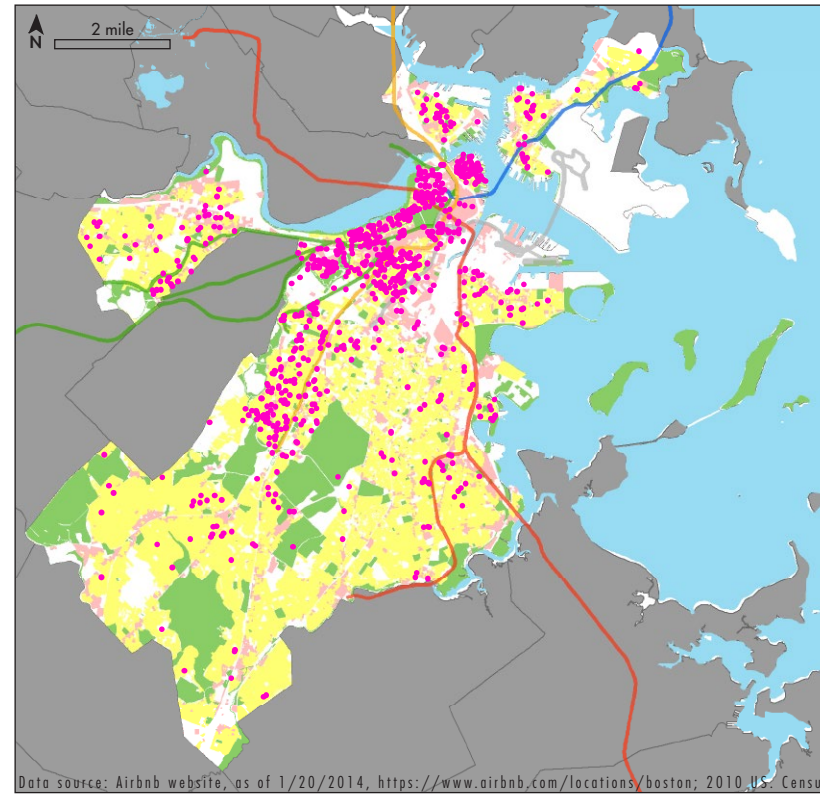 2 mile
N
Data source: Airbnb website, as of 1/20/2014, https://www.airbnb.com/locations/boston; 2010 US. Censu